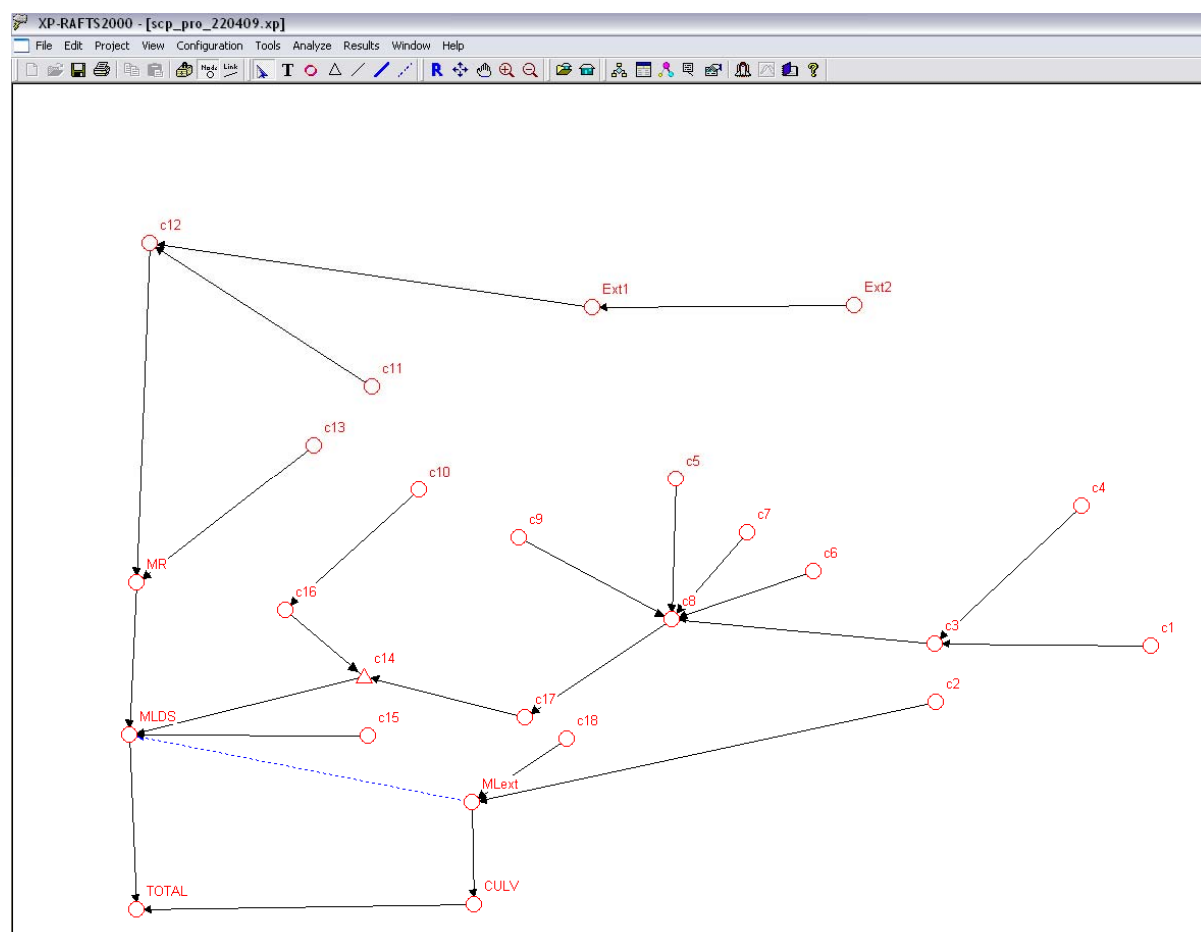 XP-RAFTS2000 - [scp_pro_220409.xp]
File Edit Project View Configuration Tools Analyze Results Window Help
Node Link T R ?
c12
Ext1 Ext2
c11
c13
c10 c5 c4
c9 c7
c6
MR
c16 c8
c3 c1
c14
c17 c2
MLDS c15 c18
MLext
TOTAL CULV